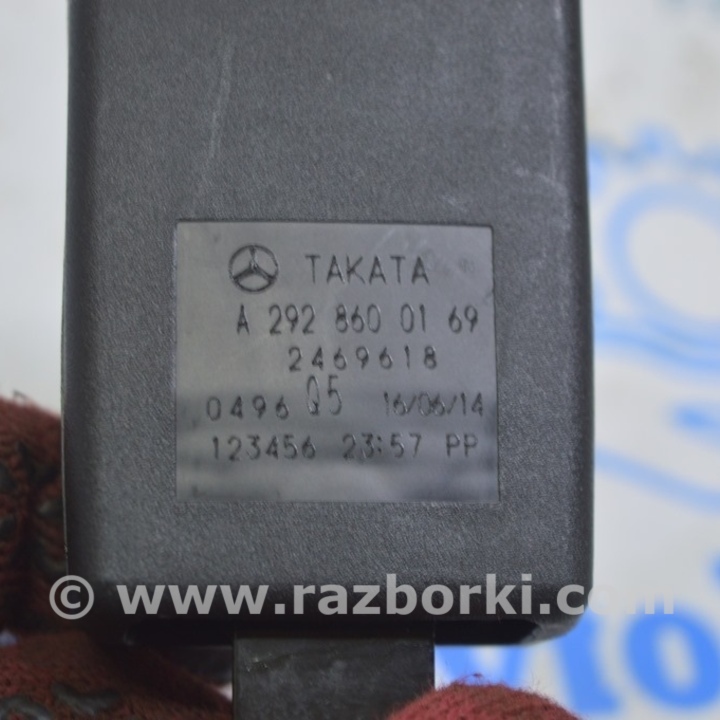 TAKATA
A 292 860 01 69
2469618
0496 Q5 16/06/14
123456 23:57 PP
© www.razborki.com